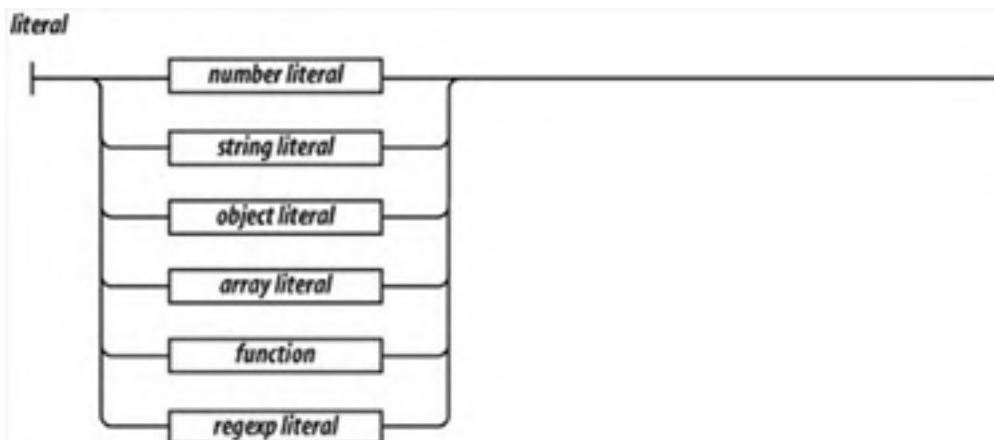 literal
number literal
string literal
object literal
array literal
function
regexp literal